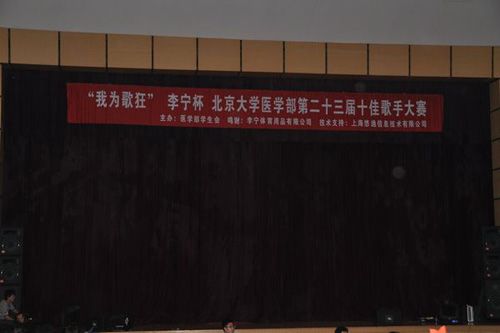 “我为歌狂” 李宁杯 北京大学医学部第二十三届十佳歌手大赛
主办：医学部学生会 鸣谢：李宁体育用品有限公司 技术支持：上海悠通信息技术有限公司